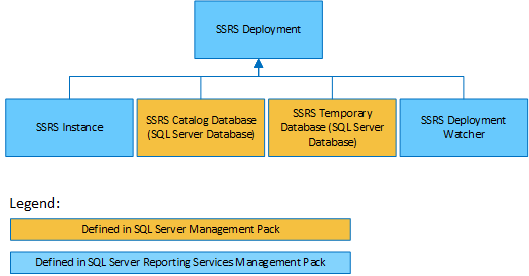 SSRS Deployment
SSRS Instance
SSRS Catalog Database
(SQL Server Database)
SSRS Temporary
Database (SQL Server
Database)
SSRS Deployment
Watcher
Legend:
Defined in SQL Server Management Pack
Defined in SQL Server Reporting Services Management Pack